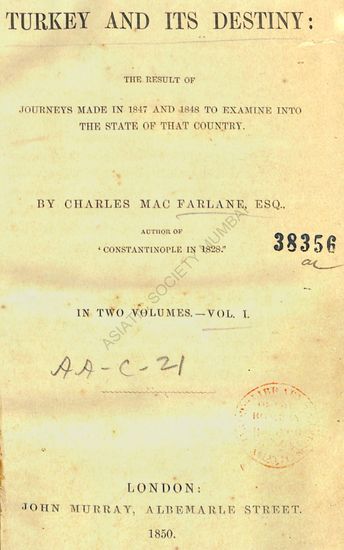 TURKEY AND ITS DESTINY:
THE RESULT OF
JOURNEYS MADE IN 1847 AND 1848 TO EXAMINE INTO
THE STATE OF THAT COUNTRY.
BY CHARLES MAC FARLANE, ESQ.,
AUTHOR OF
'CONSTANTINOPLE IN 1828.'
38356
IN TWO VOLUMES.—VOL. I.
ASIATIC SOCIETY MUMBAI
AA-C-21
LONDON:
JOHN MURRAY, ALBEMARLE STREET.
1850.